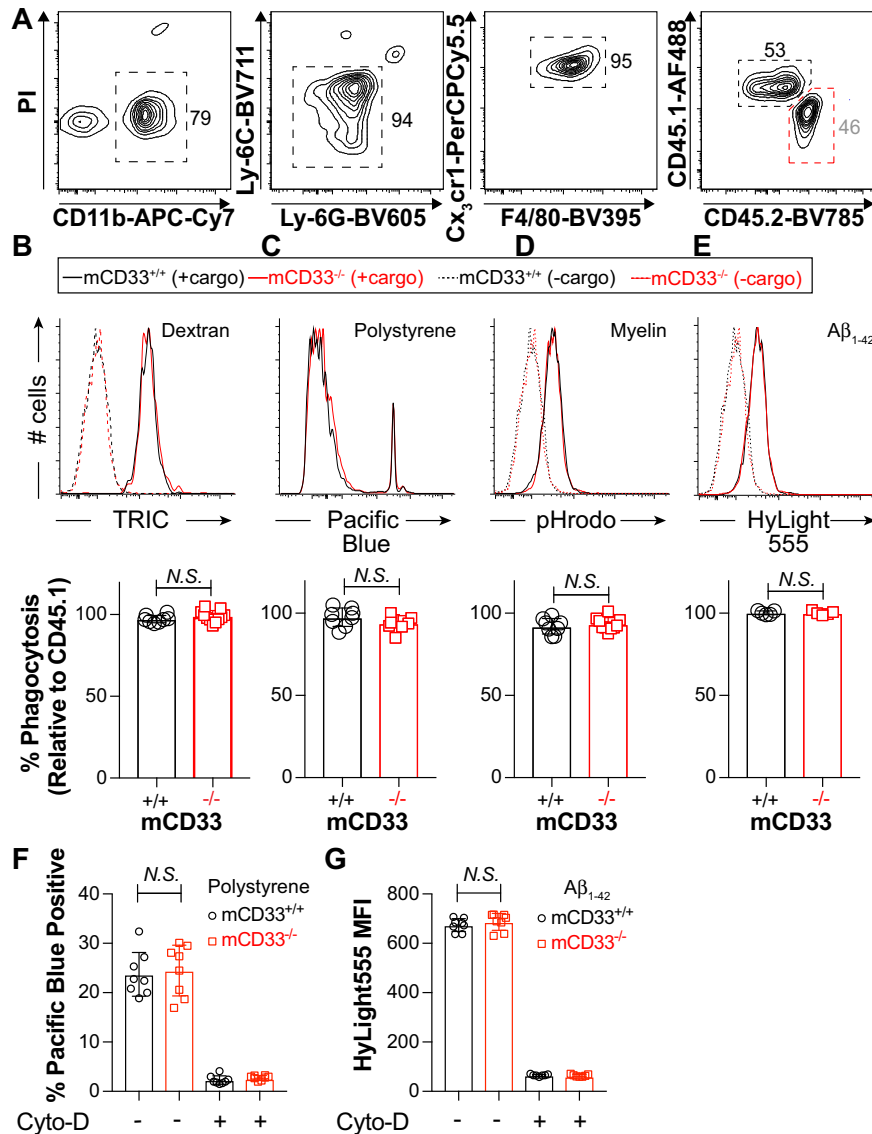 A
PI
79
CD11b-APC-Cy7
Ly-6C-BV711
94
Ly-6G-BV605
Cx3cr1-PerCPCy5.5
95
F4/80-BV395
CD45.1-AF488
53
46
CD45.2-BV785
B C D E
mCD33+/+ (+cargo) mCD33-/- (+cargo) mCD33+/+ (-cargo) mCD33-/- (-cargo)
# cells
Dextran
TRIC
Polystyrene
Pacific
Blue
Myelin
pHrodo
Aβ1-42
HyLight
555
% Phagocytosis
(Relative to CD45.1)
N.S.
100
50
0
+/+ -/-
mCD33
N.S.
100
50
0
+/+ -/-
mCD33
N.S.
100
50
0
+/+ -/-
mCD33
N.S.
100
50
0
+/+ -/-
mCD33
F
% Pacific Blue Positive
40
30
20
10
0
N.S.
Polystyrene
mCD33+/+
mCD33-/-
Cyto-D - - + +
G
HyLight555 MFI
800
600
400
200
0
N.S.
Aβ1-42
mCD33+/+
mCD33-/-
Cyto-D - - + +